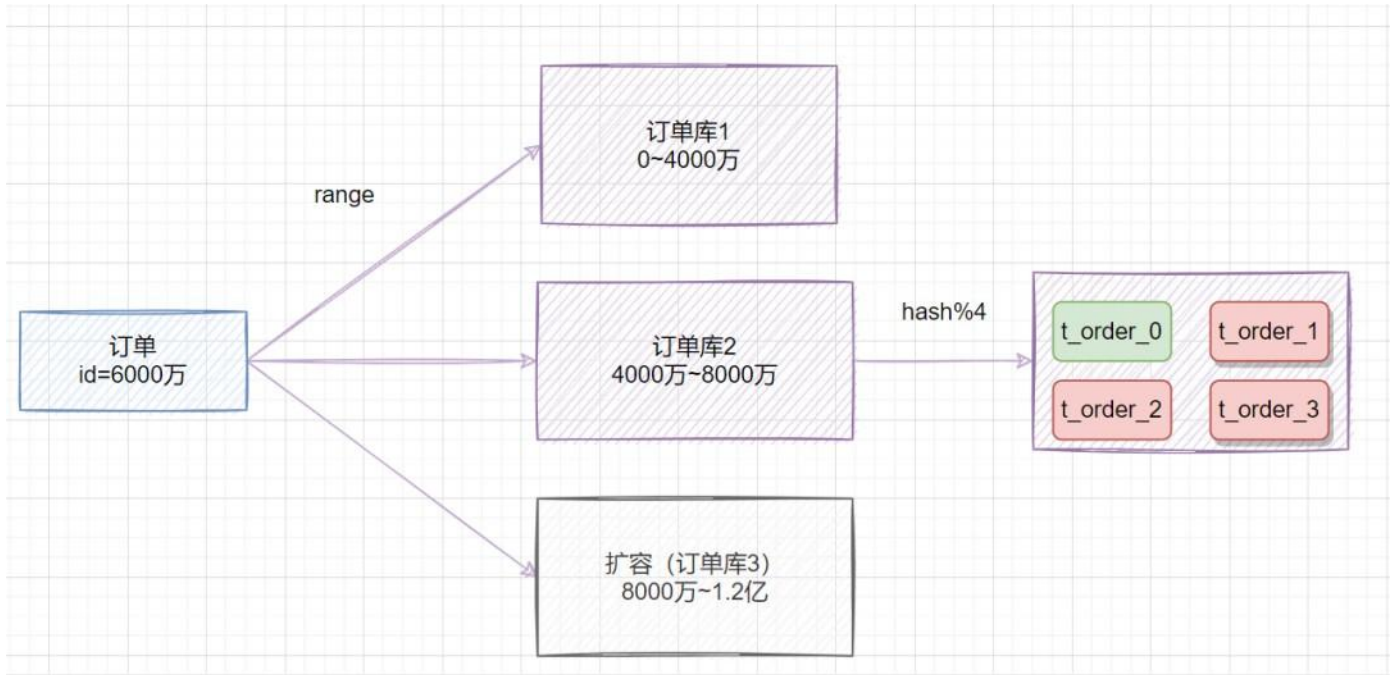 订单库1
0~4000万
range
订单
id=6000万
订单库2
4000万~8000万
hash%4
t_order_0
t_order_1
t_order_2
t_order_3
扩容（订单库3）
8000万~1.2亿